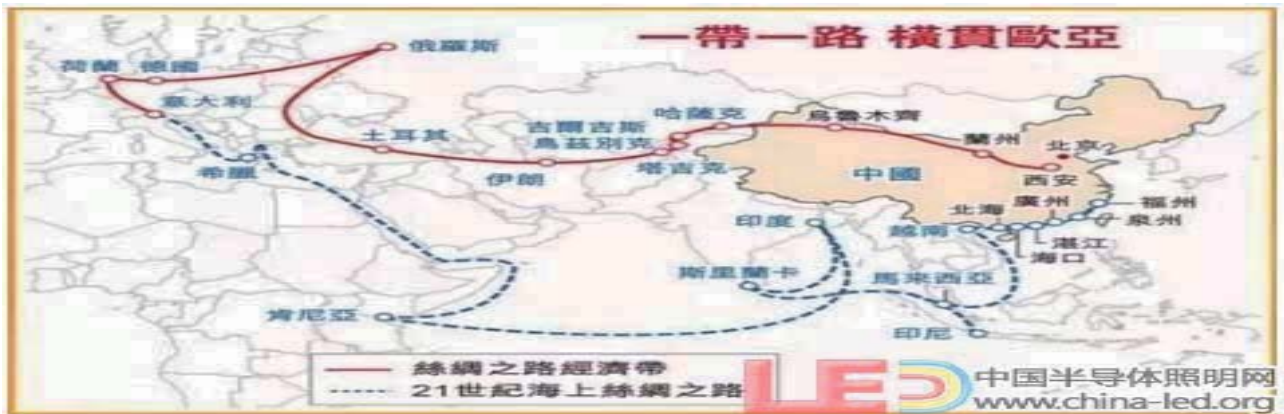 一帶一路 橫貫歐亞
俄羅斯
荷蘭 德國
意大利
哈薩克
烏魯木齊
吉爾吉斯
烏茲別克
土耳其
蘭州
北京
希臘
伊朗
塔吉克
中國
西安
廣州
北海
福州
印度
越南
泉州
湛江
海口
斯里蘭卡
馬來西亞
肯尼亞
印尼
絲綢之路經濟帶
21世紀海上絲綢之路
LED
中国半导体照明网
www.china-led.org